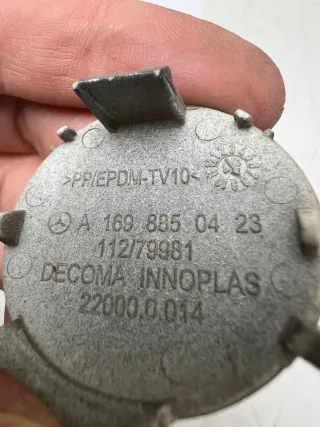 >PP/EPDM-TV10<
A 169 885 04 23
112/79981
DECOMA INNOPLAS
22000.0.014